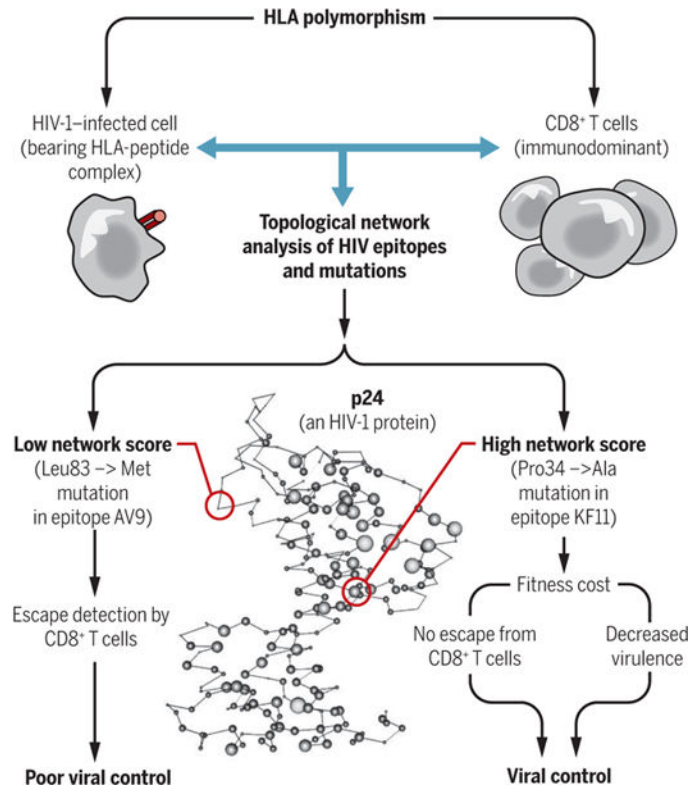 HLA polymorphism
HIV-1–infected cell
(bearing HLA-peptide
complex)
CD8⁺ T cells
(immunodominant)
Topological network
analysis of HIV epitopes
and mutations
p24
(an HIV-1 protein)
Low network score
(Leu83 –> Met
mutation
in epitope AV9)
High network score
(Pro34 –>Ala
mutation in
epitope KF11)
Fitness cost
Escape detection by
CD8⁺ T cells
No escape from
CD8⁺ T cells
Decreased
virulence
Poor viral control
Viral control